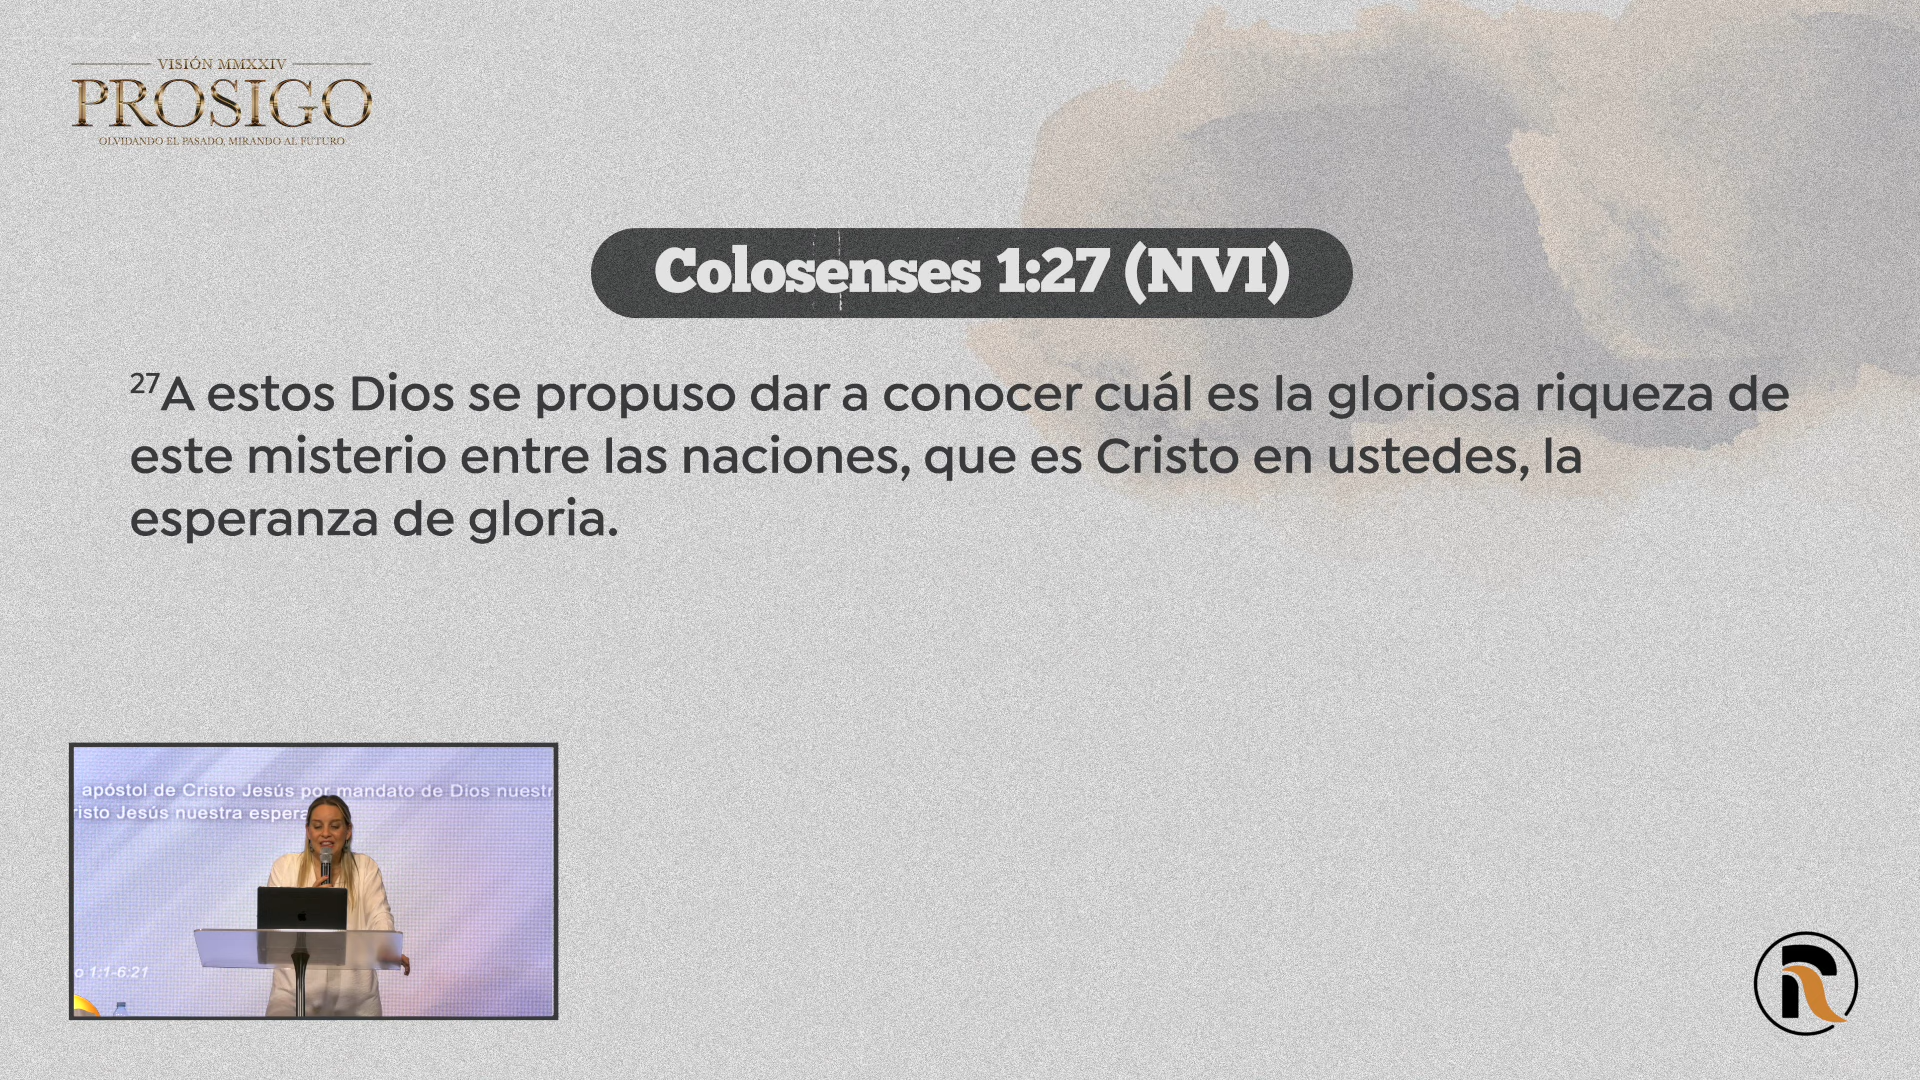 VISIÓN MMXXIV
PROSIGO
OLVIDANDO EL PASADO, MIRANDO AL FUTURO
Colosenses 1:27 (NVI)
27A estos Dios se propuso dar a conocer cuál es la gloriosa riqueza de
este misterio entre las naciones, que es Cristo en ustedes, la
esperanza de gloria.
apóstol de Cristo Jesús por mandato de Dios nuestr
risto Jesús nuestra espera
o 1:1-6:21